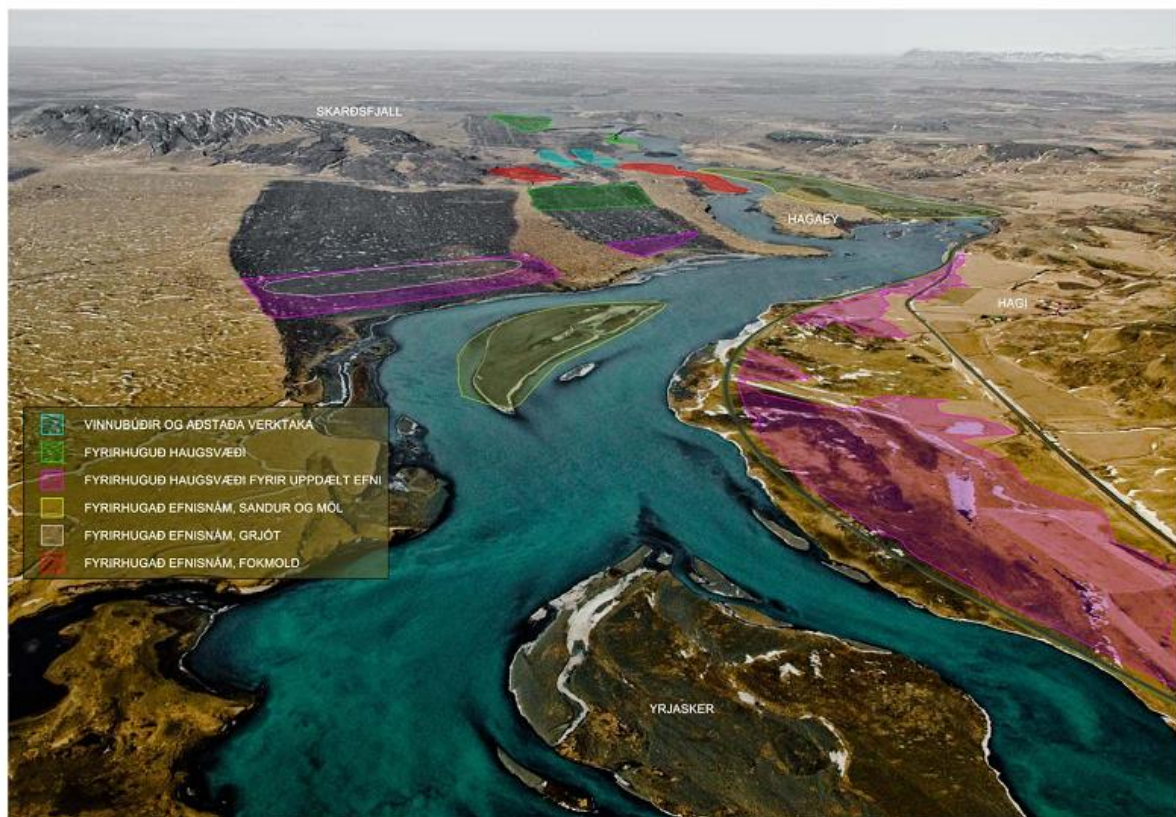 SKARÐSFJALL
HAGAEY
HAGI
VINNUBÚÐIR OG AÐSTAÐA VERKTAKA
FYRIRHUGUÐ HAUGSVÆÐI
FYRIRHUGUÐ HAUGSVÆÐI FYRIR UPPDÆLT EFNI
FYRIRHUGAÐ EFNISNÁM, SANDUR OG MÖL
FYRIRHUGAÐ EFNISNÁM, GRJÓT
FYRIRHUGAÐ EFNISNÁM, FOKMOLD
YRJASKER